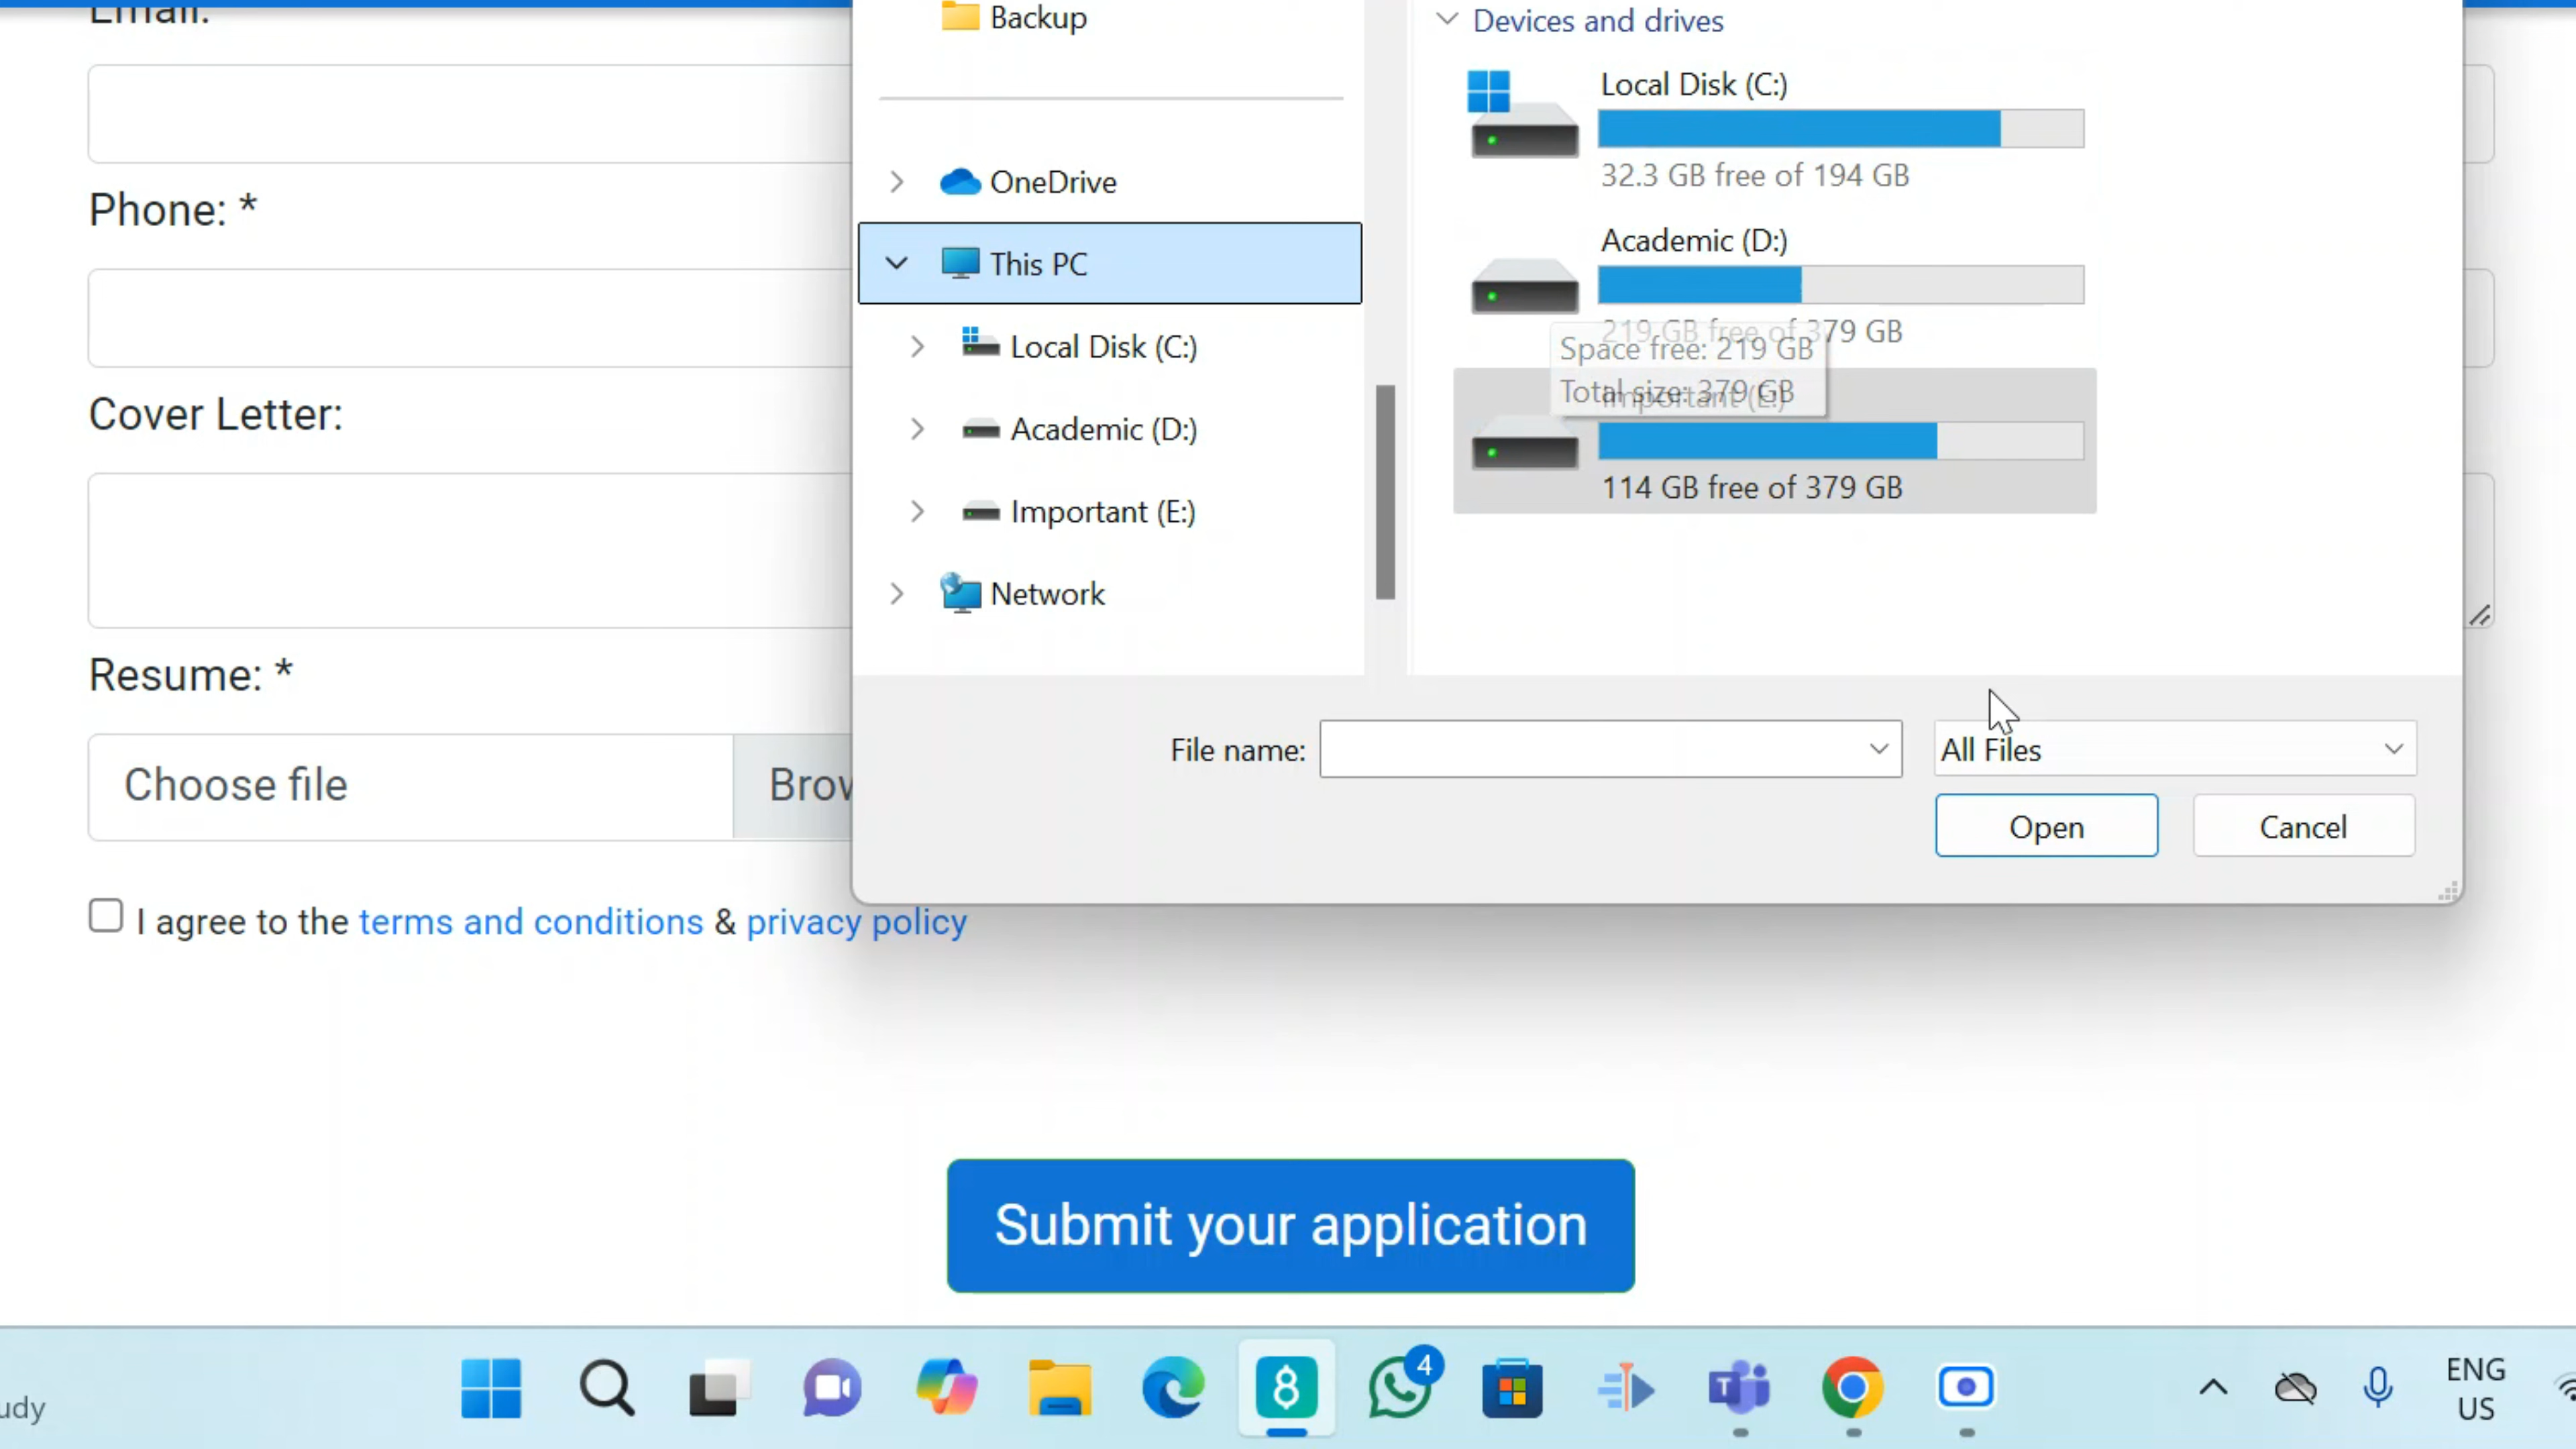 Email:
Phone: *
Cover Letter:
Resume: *
Choose file
Brow
I agree to the terms and conditions & privacy policy
Submit your application
Backup
OneDrive
This PC
Local Disk (C:)
Academic (D:)
Important (E:)
Network
Devices and drives
Local Disk (C:)
32.3 GB free of 194 GB
Academic (D:)
219 GB free of 379 GB
Space free: 219 GB
Total size: 379 GB
Important (E:)
114 GB free of 379 GB
File name:
All Files
Open
Cancel
udy
4
ENG
US